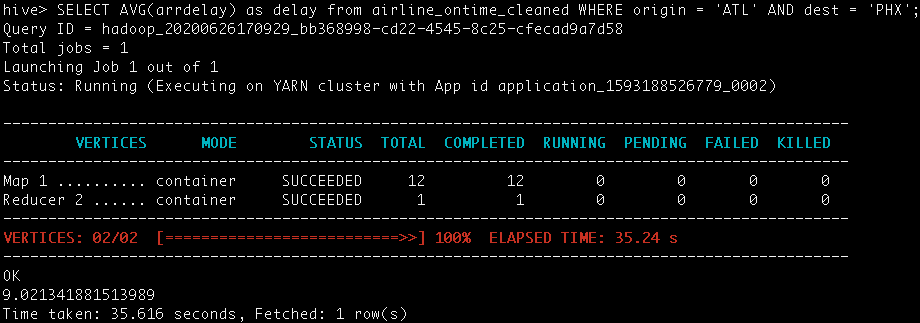 hive> SELECT AVG(arrdelay) as delay from airline_ontime_cleaned WHERE origin = 'ATL' AND dest = 'PHX';
Query ID = hadoop_20200626170929_bb368998-cd22-4545-8c25-cfecad9a7d58
Total jobs = 1
Launching Job 1 out of 1
Status: Running (Executing on YARN cluster with App id application_1593188526779_0002)

----------------------------------------------------------------------------------------------
        VERTICES      MODE        STATUS  TOTAL  COMPLETED  RUNNING  PENDING  FAILED  KILLED
----------------------------------------------------------------------------------------------
Map 1 .......... container     SUCCEEDED     12         12        0        0       0       0
Reducer 2 ...... container     SUCCEEDED      1          1        0        0       0       0
----------------------------------------------------------------------------------------------
VERTICES: 02/02  [==========================>>] 100%  ELAPSED TIME: 35.24 s
----------------------------------------------------------------------------------------------
OK
9.021341881513989
Time taken: 35.616 seconds, Fetched: 1 row(s)